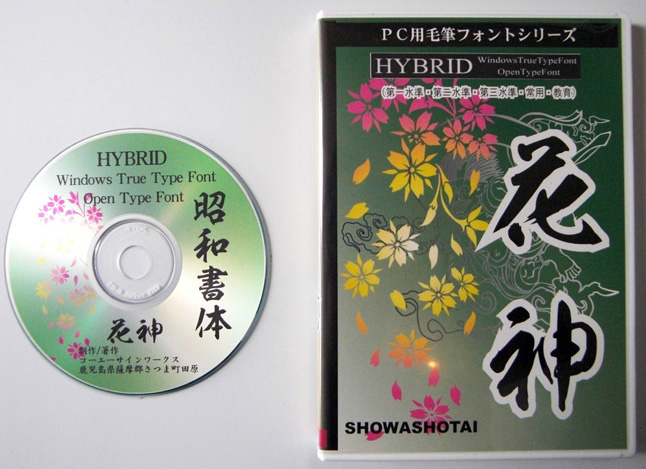 HYBRID
Windows True Type Font
Open Type Font
昭和書体
花神
制作/著作
コーエーサインワークス
鹿児島県薩摩郡さつま町田原
PC用毛筆フォントシリーズ
HYBRID
WindowsTrueTypeFont
OpenTypeFont
(第一水準・第二水準・第三水準・常用・教育)
花神
SHOWASHOTAI